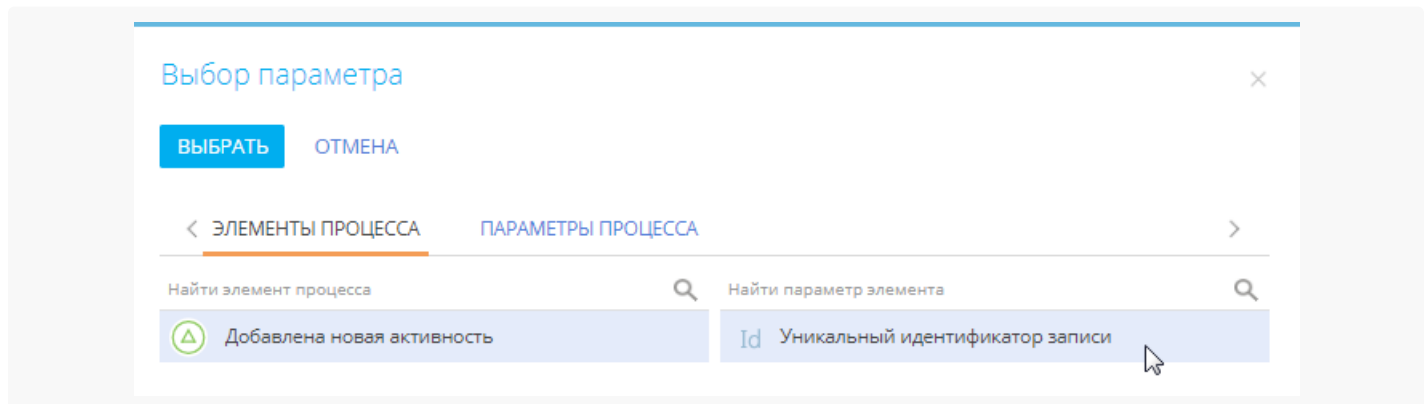 Выбор параметра
ВЫБРАТЬ ОТМЕНА
ЭЛЕМЕНТЫ ПРОЦЕССА ПАРАМЕТРЫ ПРОЦЕССА
Найти элемент процесса Найти параметр элемента
Добавлена новая активность Id Уникальный идентификатор записи